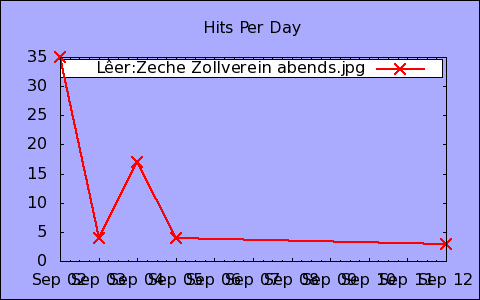 Hits Per Day
Lêer:Zeche Zollverein abends.jpg
35
30
25
20
15
10
5
0
Sep 02 Sep 03 Sep 04 Sep 05 Sep 06 Sep 07 Sep 08 Sep 09 Sep 10 Sep 11 Sep 12